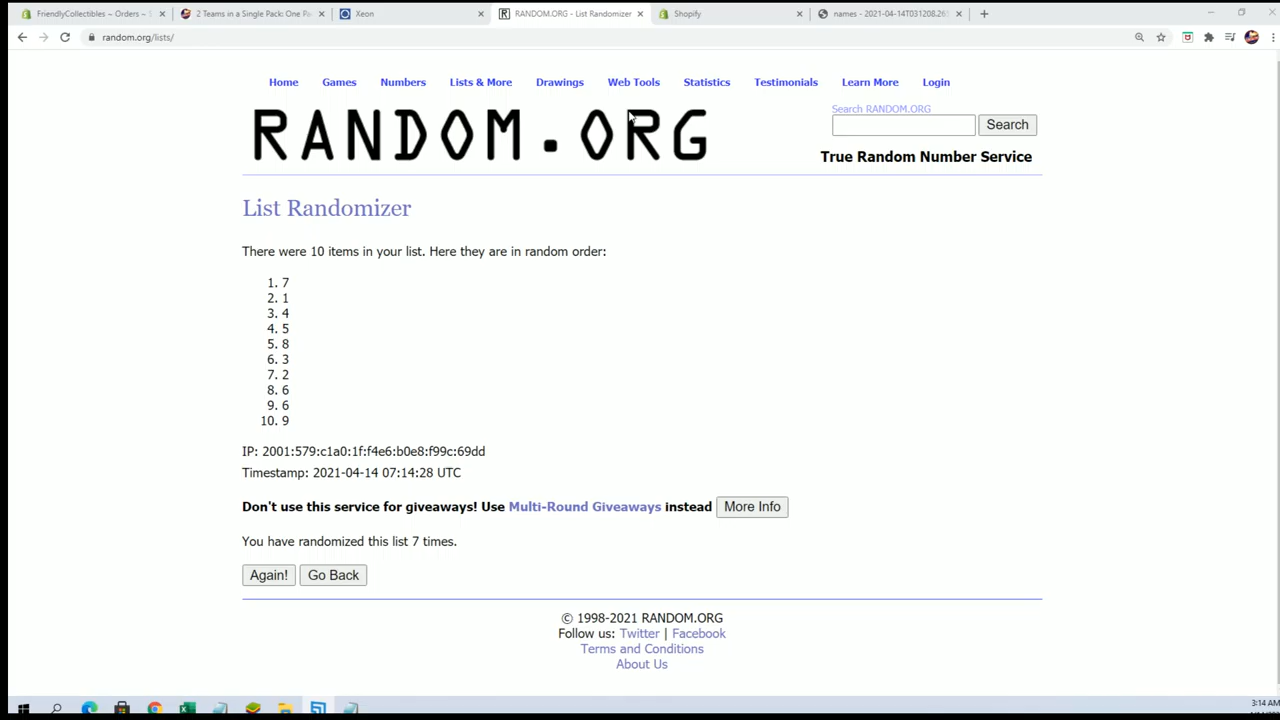 FriendlyCollectibles ~ Orders ~ S
2 Teams in a Single Pack: One Pa
Xeon
RANDOM.ORG - List Randomizer
Shopify
names - 2021-04-14T031208.26
random.org/lists/
Home Games Numbers Lists & More Drawings Web Tools Statistics Testimonials Learn More Login
RANDOM.ORG
Search RANDOM.ORG
Search
True Random Number Service
List Randomizer
There were 10 items in your list. Here they are in random order:
1. 7
2. 1
3. 4
4. 5
5. 8
6. 3
7. 2
8. 6
9. 6
10. 9
IP: 2001:579:c1a0:1f:f4e6:b0e8:f99c:69dd
Timestamp: 2021-04-14 07:14:28 UTC
Don't use this service for giveaways! Use Multi-Round Giveaways instead More Info
You have randomized this list 7 times.
Again! Go Back
© 1998-2021 RANDOM.ORG
Follow us: Twitter | Facebook
Terms and Conditions
About Us
3:14 AM